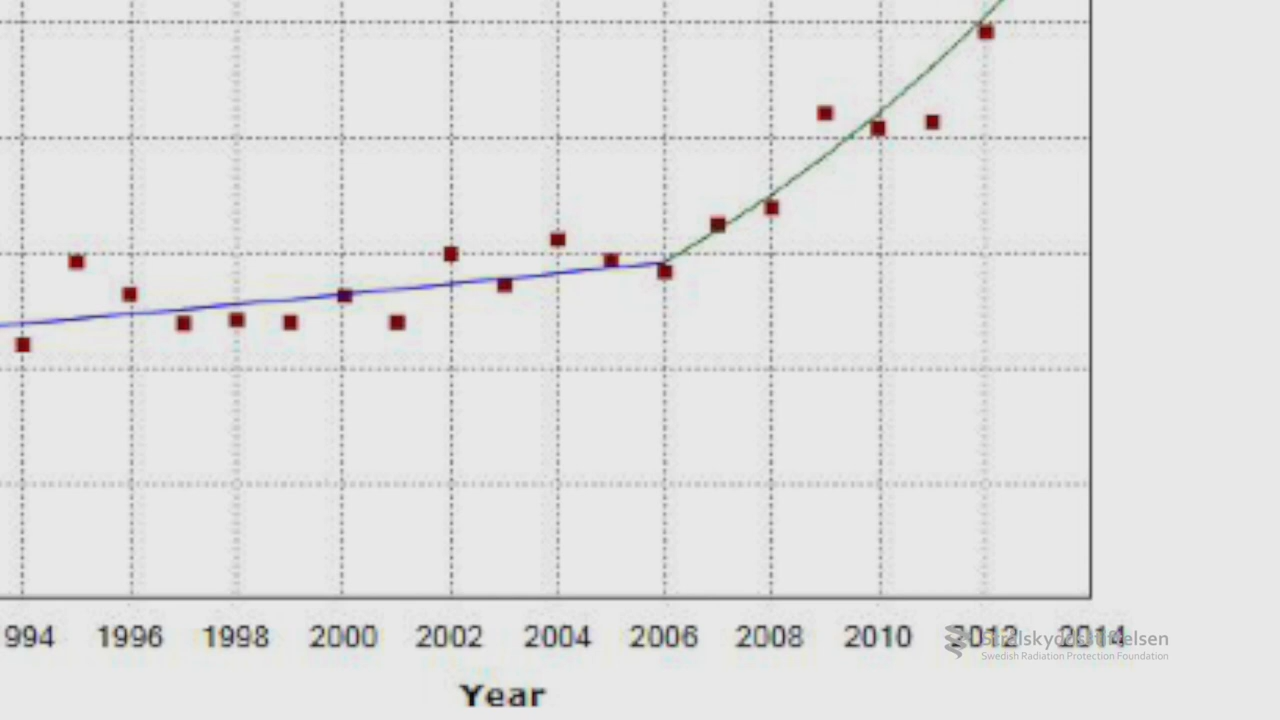 994 1996 1998 2000 2002 2004 2006 2008 2010 2012 2014
Strålskyddsstiftelsen
Swedish Radiation Protection Foundation
Year